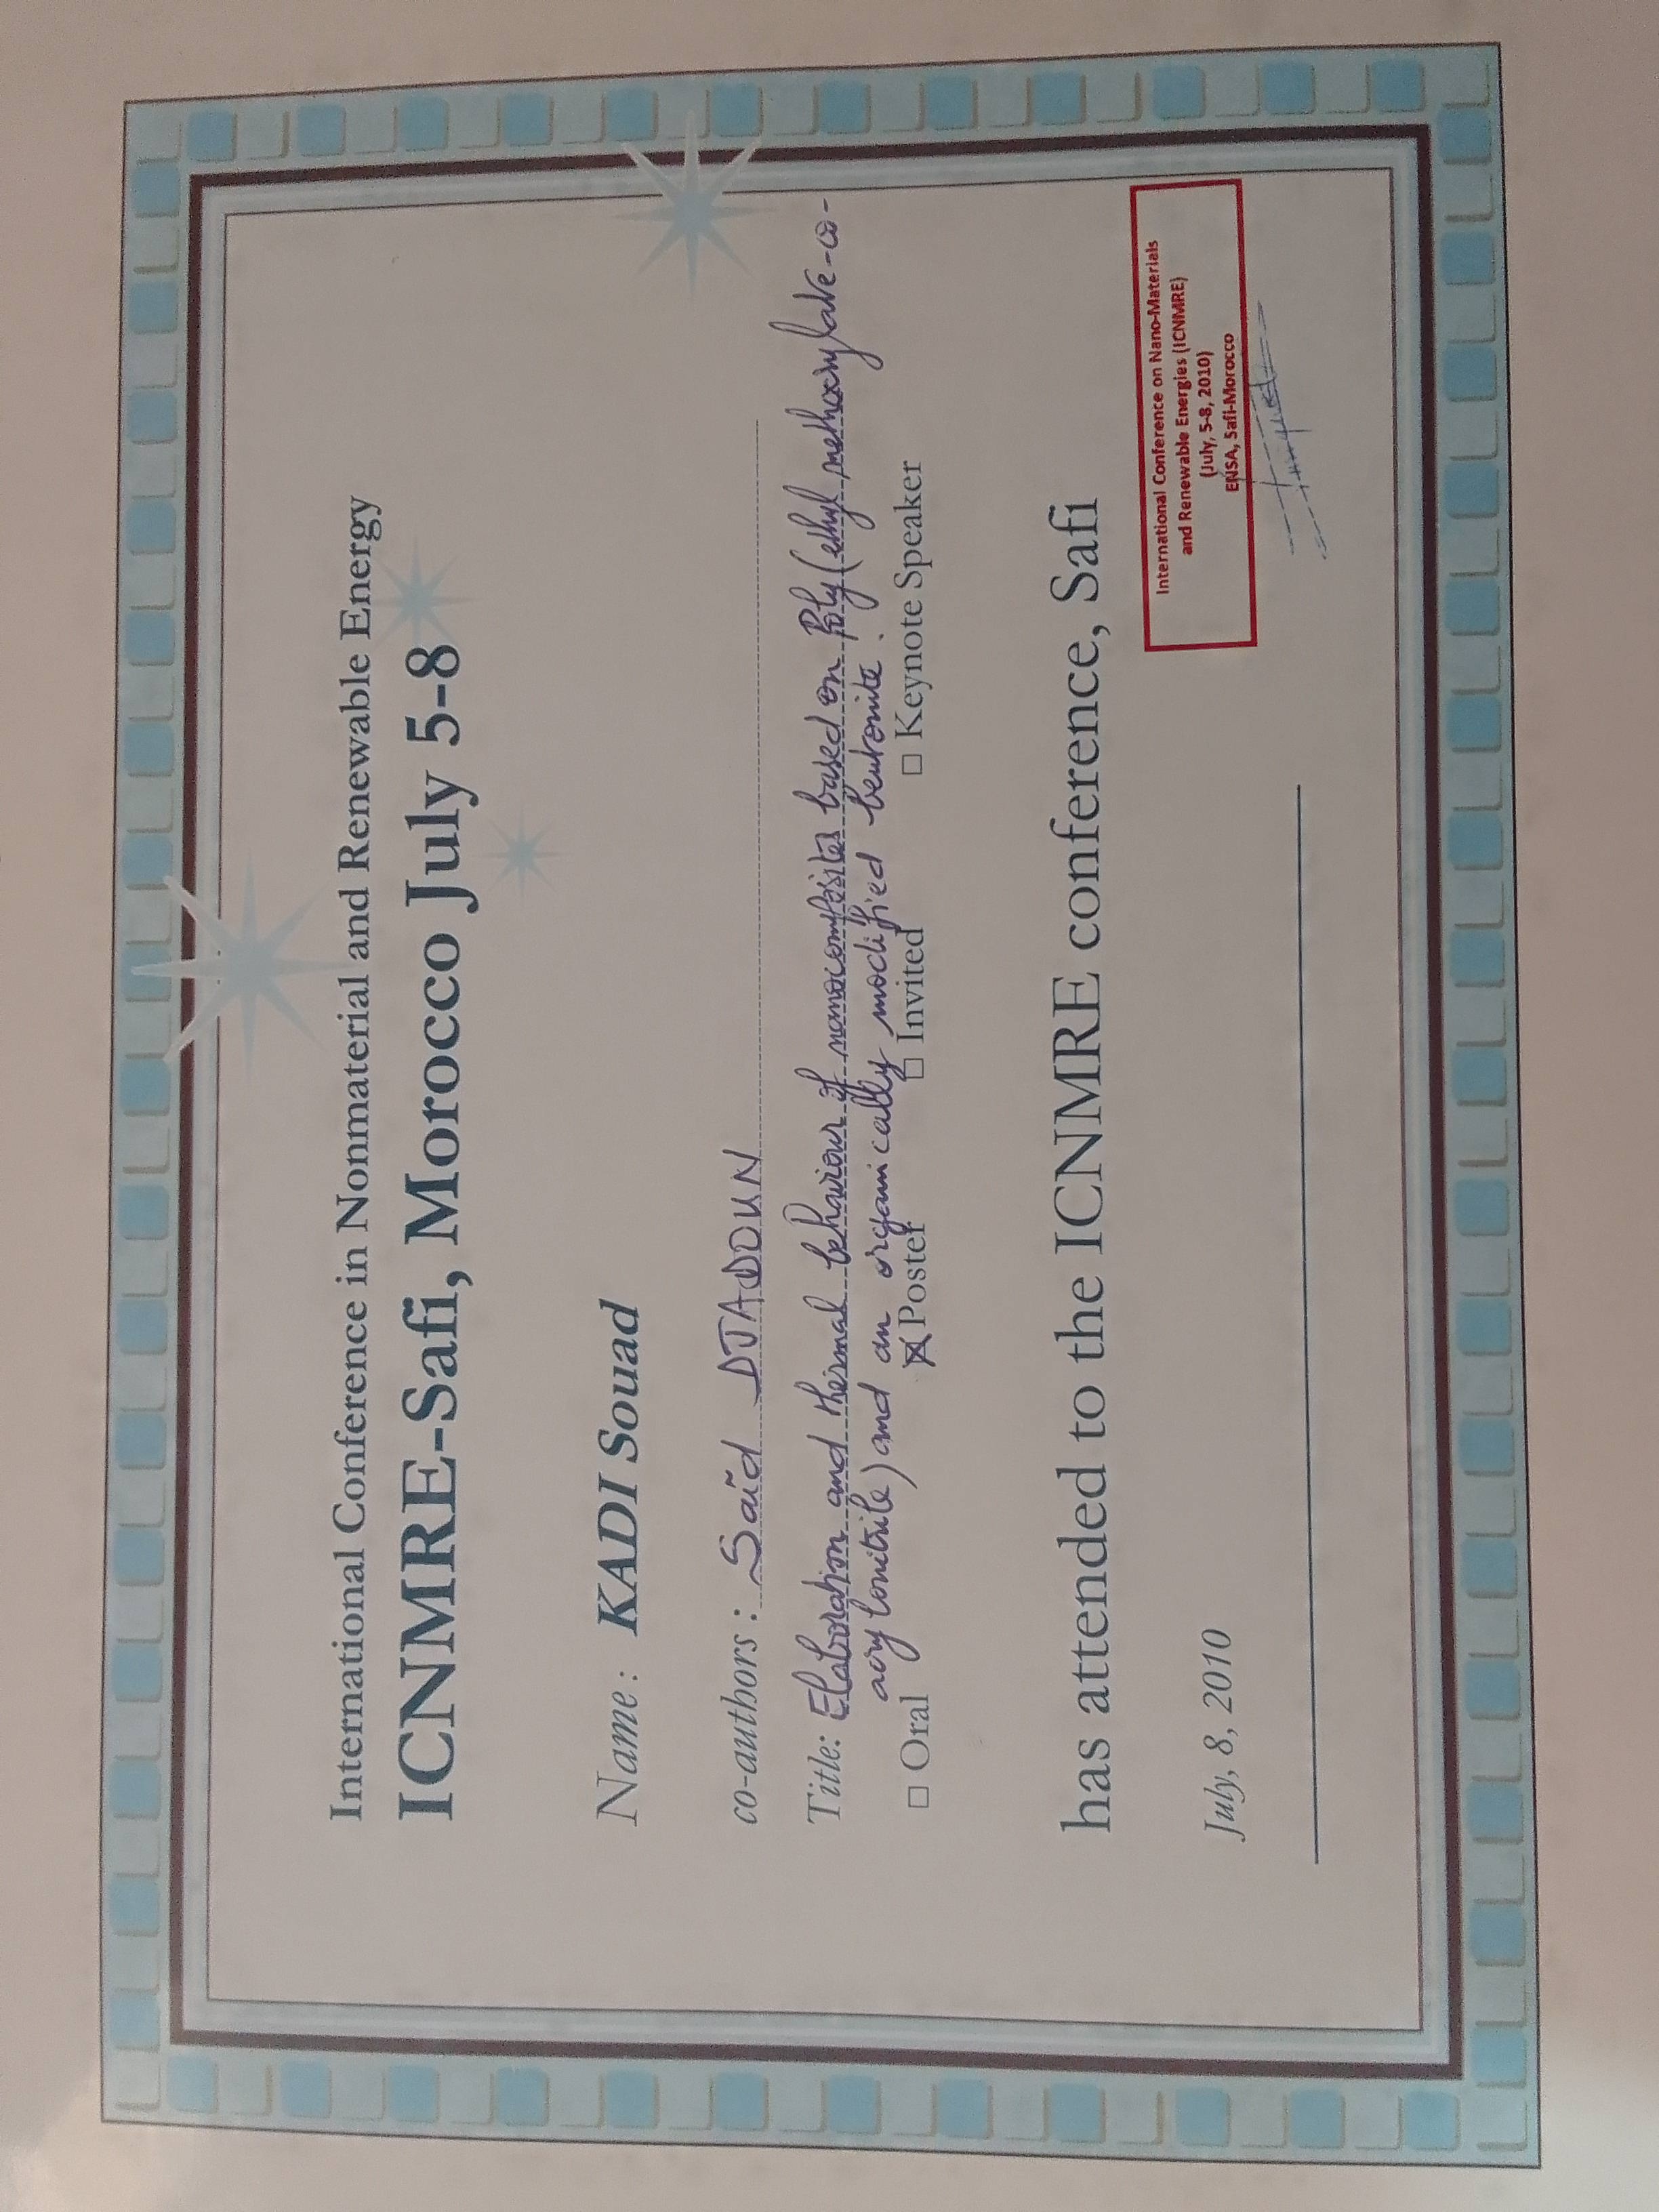 International Conference in Nonmaterial and Renewable Energy
ICNMRE-Safi, Morocco July 5-8
Name : KADI Souad
co-authors : Saïd DJADOUN
Title: Elaboration and thermal behaviour of nanocomposites based on Poly(ethyl methacrylate-co-
acrylonitrile) and an organically modified bentonite.
□ Oral ☒ Poster □ Invited □ Keynote Speaker
has attended to the ICNMRE conference, Safi
July, 8, 2010
International Conference on Nano-Materials
and Renewable Energies (ICNMRE)
(July, 5-8, 2010)
ENSA, Safi-Morocco